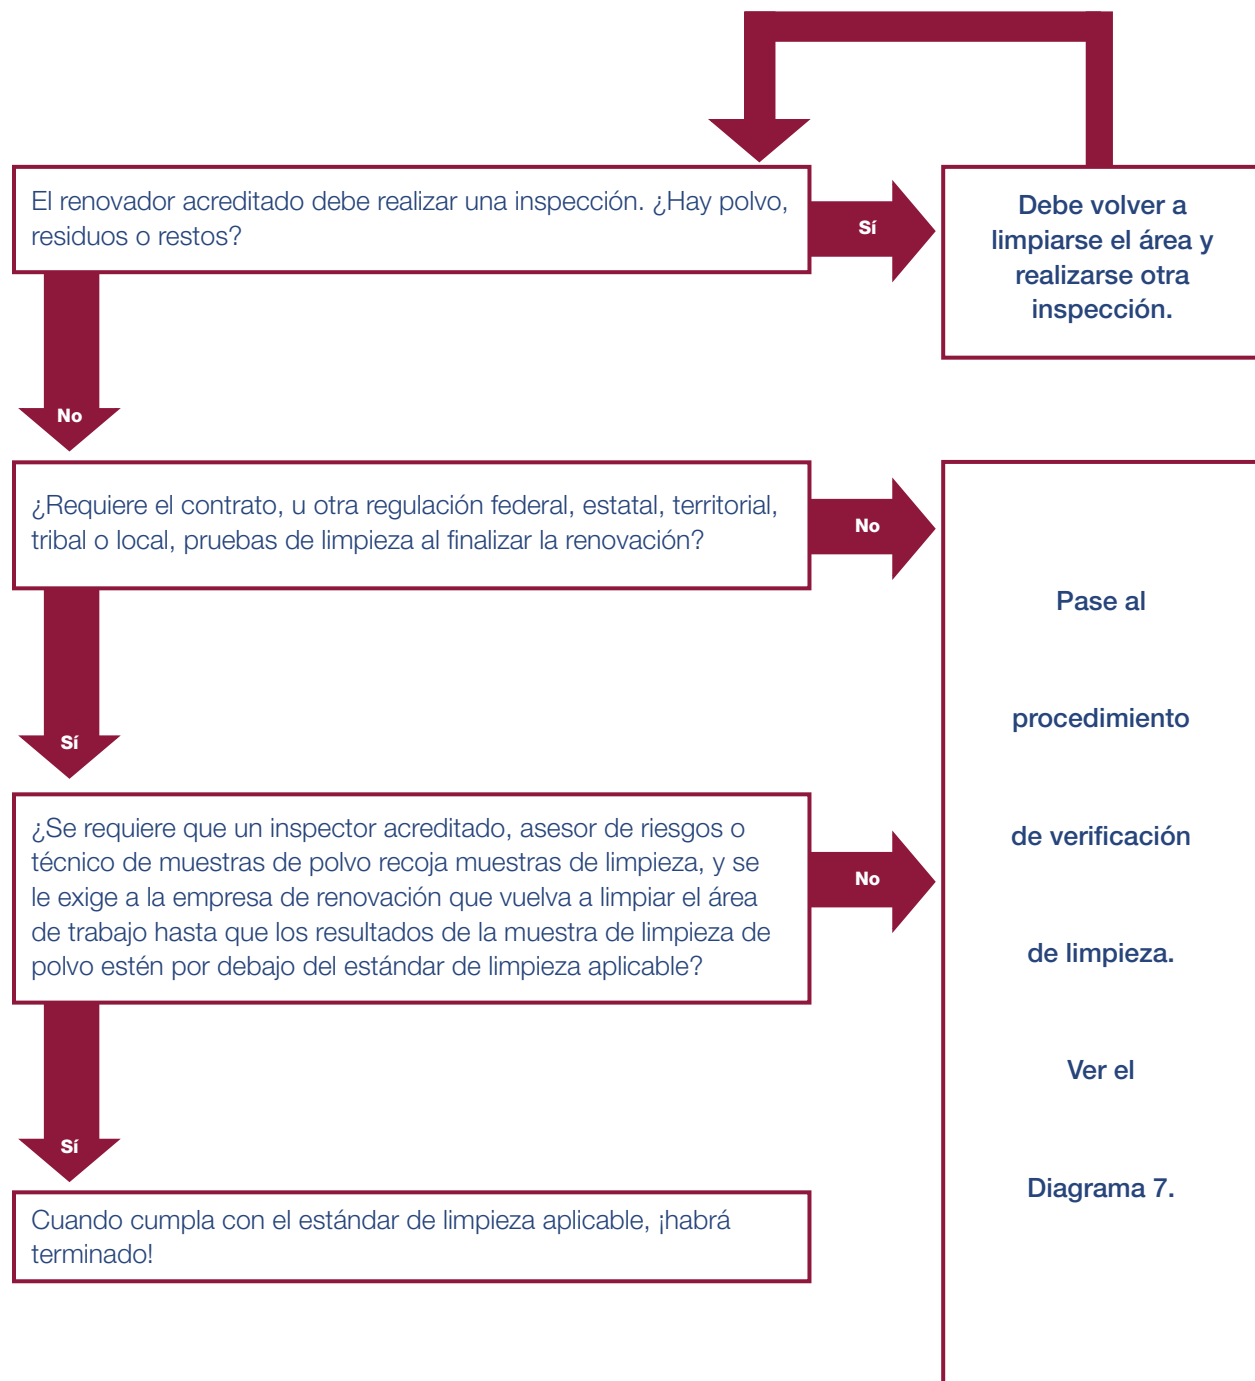 El renovador acreditado debe realizar una inspección. ¿Hay polvo,
residuos o restos?
Sí
Debe volver a
limpiarse el área y
realizarse otra
inspección.
No
¿Requiere el contrato, u otra regulación federal, estatal, territorial,
tribal o local, pruebas de limpieza al finalizar la renovación?
No
Sí
¿Se requiere que un inspector acreditado, asesor de riesgos o
técnico de muestras de polvo recoja muestras de limpieza, y se
le exige a la empresa de renovación que vuelva a limpiar el área
de trabajo hasta que los resultados de la muestra de limpieza de
polvo estén por debajo del estándar de limpieza aplicable?
No
Sí
Cuando cumpla con el estándar de limpieza aplicable, ¡habrá
terminado!
Pase al
procedimiento
de verificación
de limpieza.
Ver el
Diagrama 7.